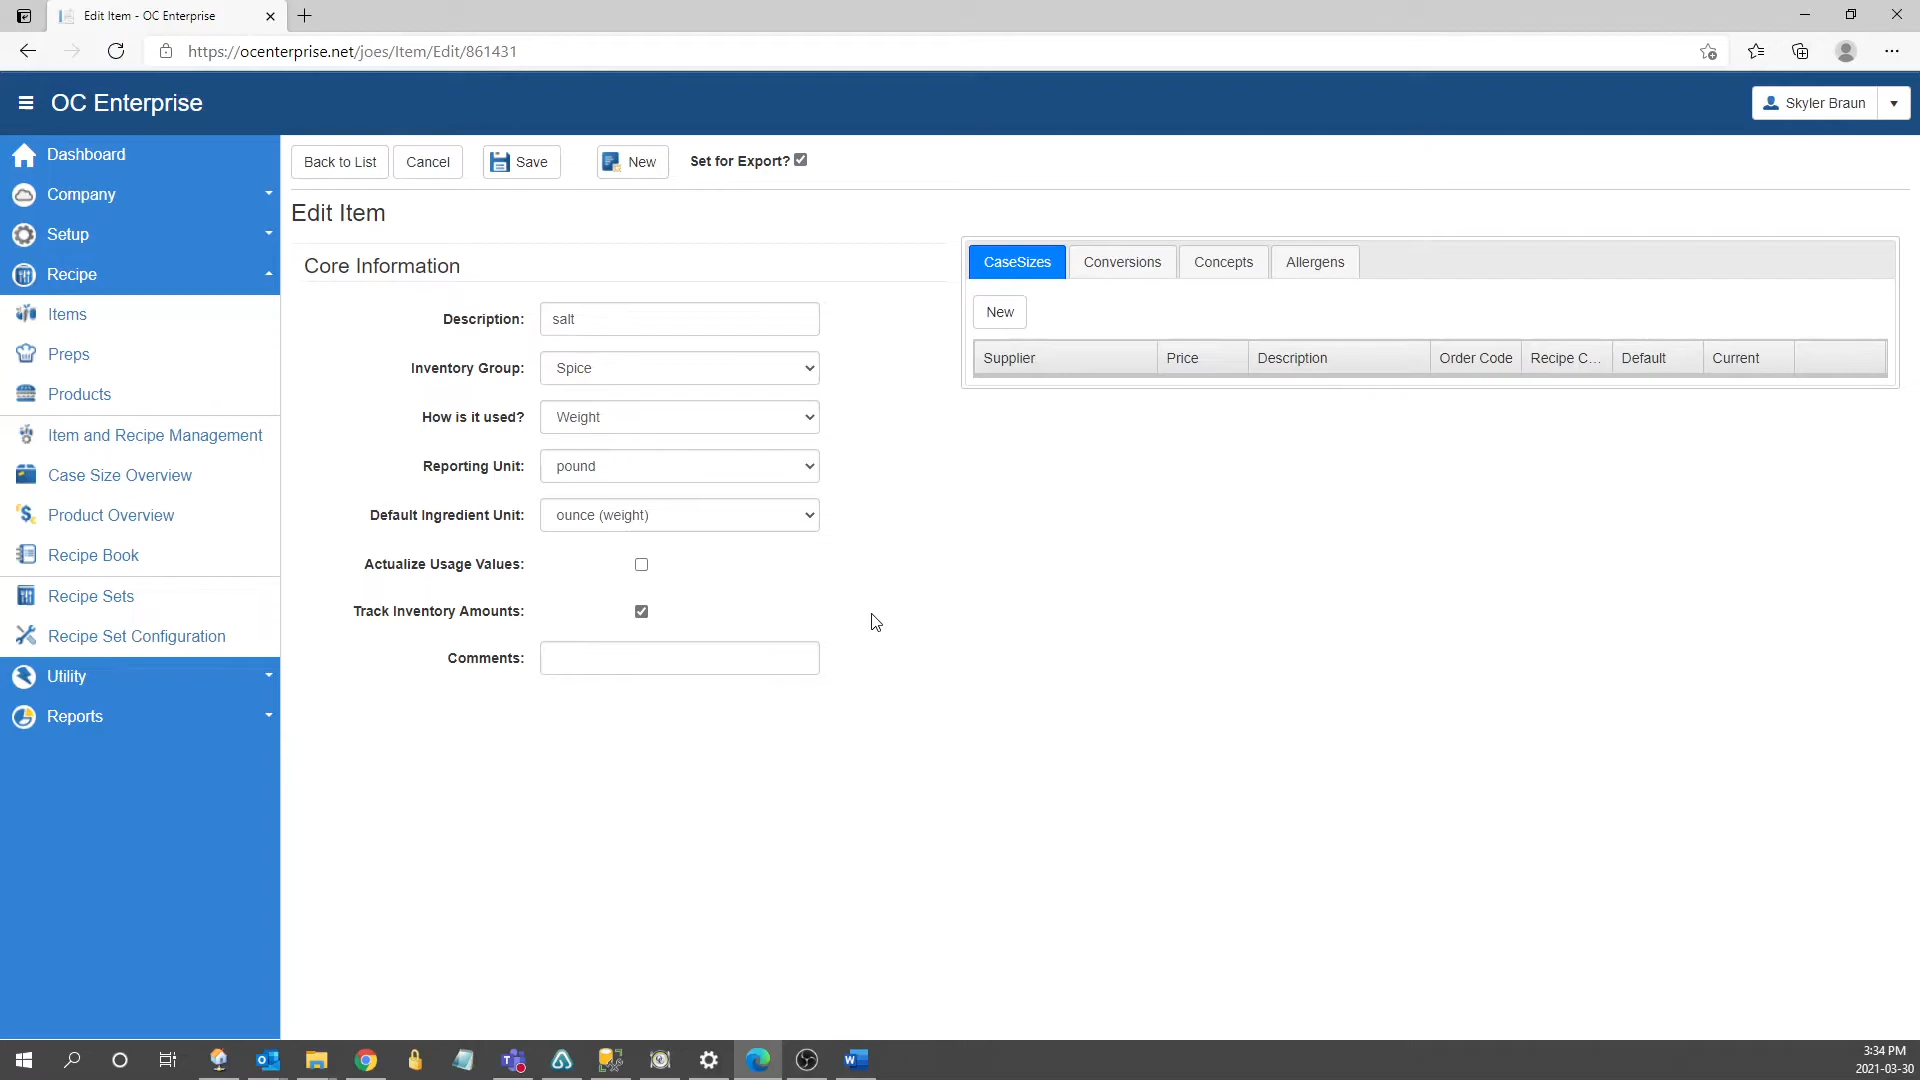 Edit Item - OC Enterprise
https://ocenterprise.net/joes/Item/Edit/861431
OC Enterprise
Skyler Braun
Dashboard
Company
Setup
Recipe
Items
Preps
Products
Item and Recipe Management
Case Size Overview
Product Overview
Recipe Book
Recipe Sets
Recipe Set Configuration
Utility
Reports
Back to List Cancel Save New Set for Export?
Edit Item
Core Information
Description: salt
Inventory Group: Spice
How is it used? Weight
Reporting Unit: pound
Default Ingredient Unit: ounce (weight)
Actualize Usage Values:
Track Inventory Amounts:
Comments:
CaseSizes Conversions Concepts Allergens
New
Supplier Price Description Order Code Recipe C... Default Current
3:34 PM
2021-03-30